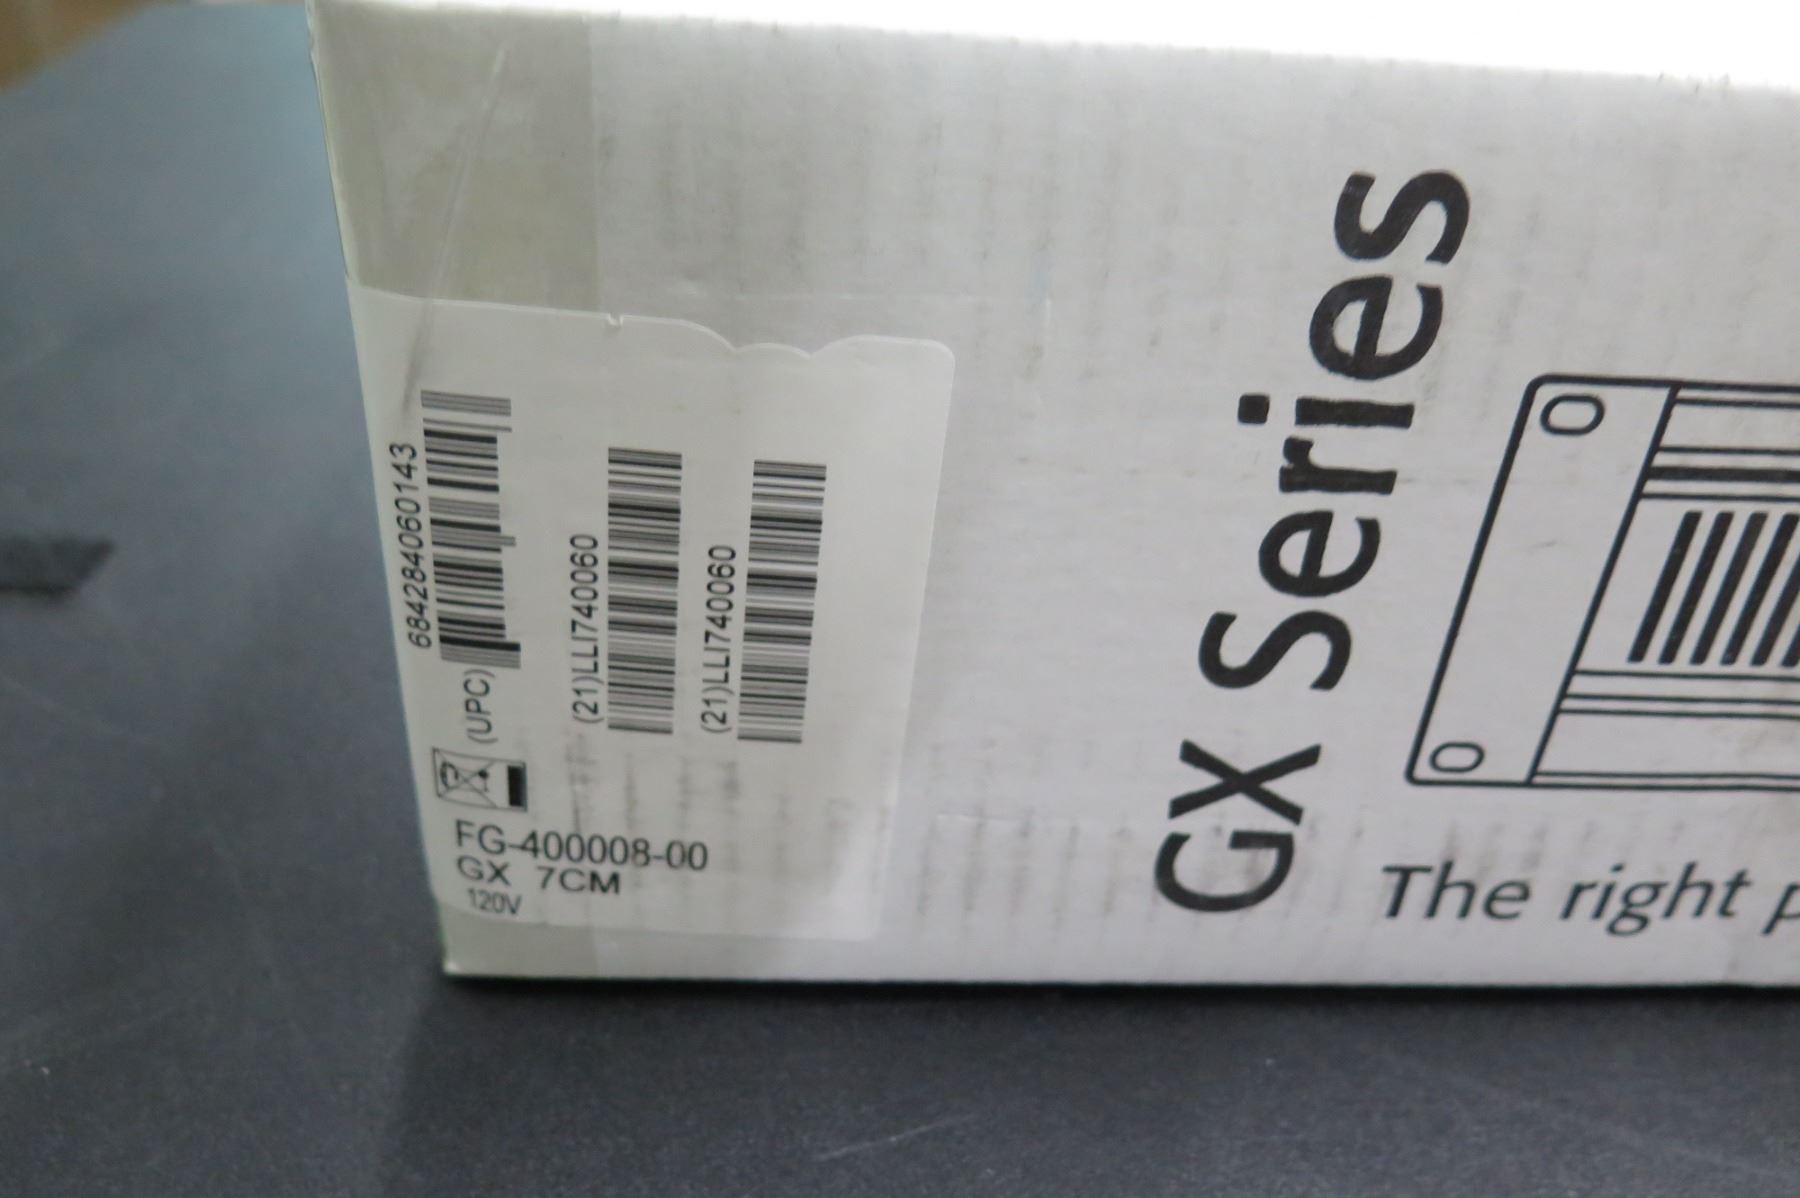 684284060143
(UPC)
(21)LLI740060
(21)LLI740060
FG-400008-00
GX 7CM
120V
GX Series
The right